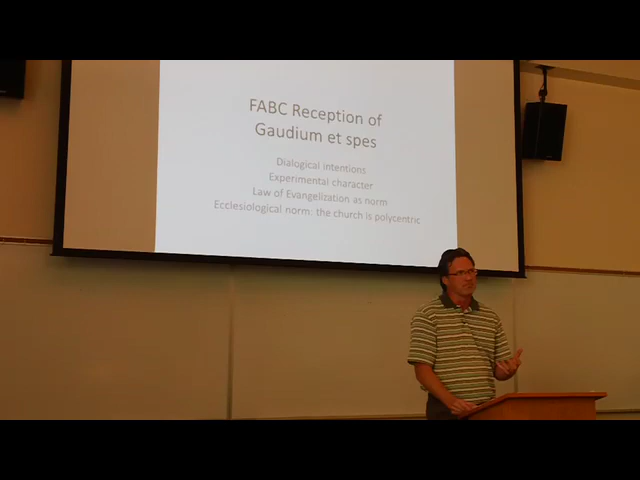 FABC Reception of
Gaudium et spes
Dialogical intentions
Experimental character
Law of Evangelization as norm
Ecclesiological norm: the church is polycentric